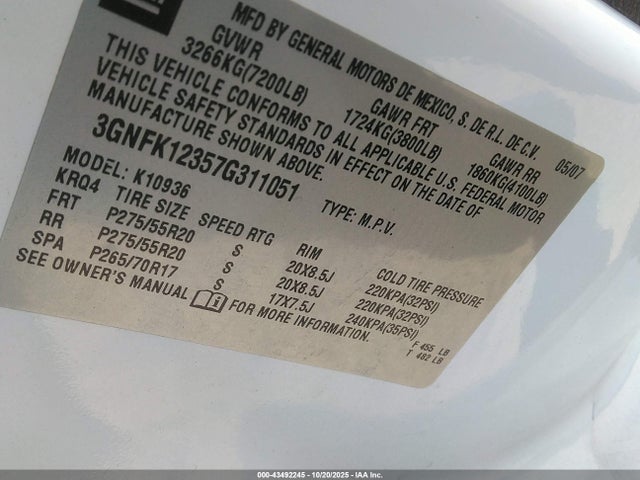 MFD BY GENERAL MOTORS DE MEXICO, S. DE R.L. DE C.V. 05/07
GVWR GAWR FRT GAWR RR
3266KG(7200LB) 1724KG(3800LB) 1860KG(4100LB)
THIS VEHICLE CONFORMS TO ALL APPLICABLE U.S. FEDERAL MOTOR
VEHICLE SAFETY STANDARDS IN EFFECT ON THE DATE OF
MANUFACTURE SHOWN ABOVE.
3GNFK12357G311051 TYPE: M.P.V.
MODEL: K10936
KRQ4 TIRE SIZE SPEED RTG RIM COLD TIRE PRESSURE
FRT P275/55R20 S 20X8.5J 220KPA(32PSI)
RR P275/55R20 S 20X8.5J 220KPA(32PSI)
SPA P265/70R17 S 17X7.5J 240KPA(35PSI)
SEE OWNER'S MANUAL FOR MORE INFORMATION.
F 455 LB
T 482 LB
000-43492245 - 10/20/2025 - IAA Inc.